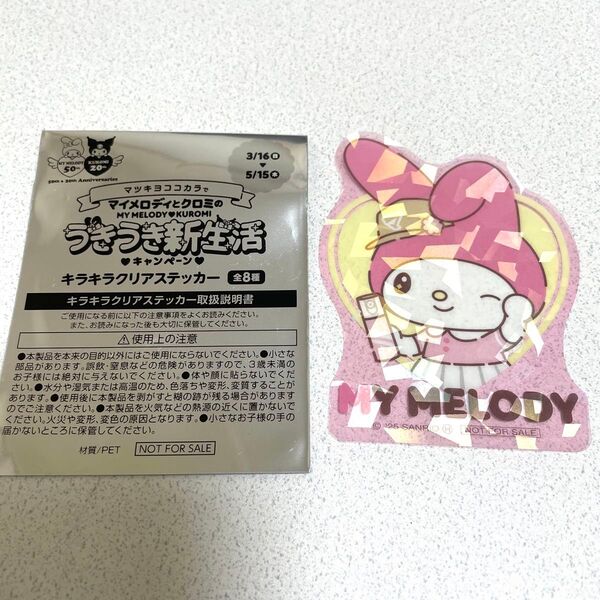 MY MELODY
50th
KUROMI
20th
50th & 20th Anniversaries
3/16㊐
▼
5/15㊍
マツキヨココカラで
マイメロディとクロミの
MY MELODY♥KUROMI
うきうき新生活
♥キャンペーン♥
キラキラクリアステッカー 全8種
キラキラクリアステッカー取扱説明書
ご使用になる前に以下の注意事項をよくお読みください。
また、お読みになった後も大切に保管してください。
⚠使用上の注意
●本製品を本来の目的以外にはご使用にならないでください。●小さな
部品があります。誤飲・窒息などの危険がありますので、3歳未満の
お子様には絶対に与えないでください。●体や顔に貼らないでくださ
い。●水分や湿気または高温のため、色落ちや変形、変質することが
あります。●使用後に本製品を剥がすと糊の跡が残る場合があります
のでご注意ください。●本製品を火気などの熱源の近くに置かないで
ください。火災や変形、変色の原因となります。●小さなお子様の手の
届かないところに保管してください。
材質/PET NOT FOR SALE
MY MELODY
© '25 SANRIO Ⓗ NOT FOR SALE